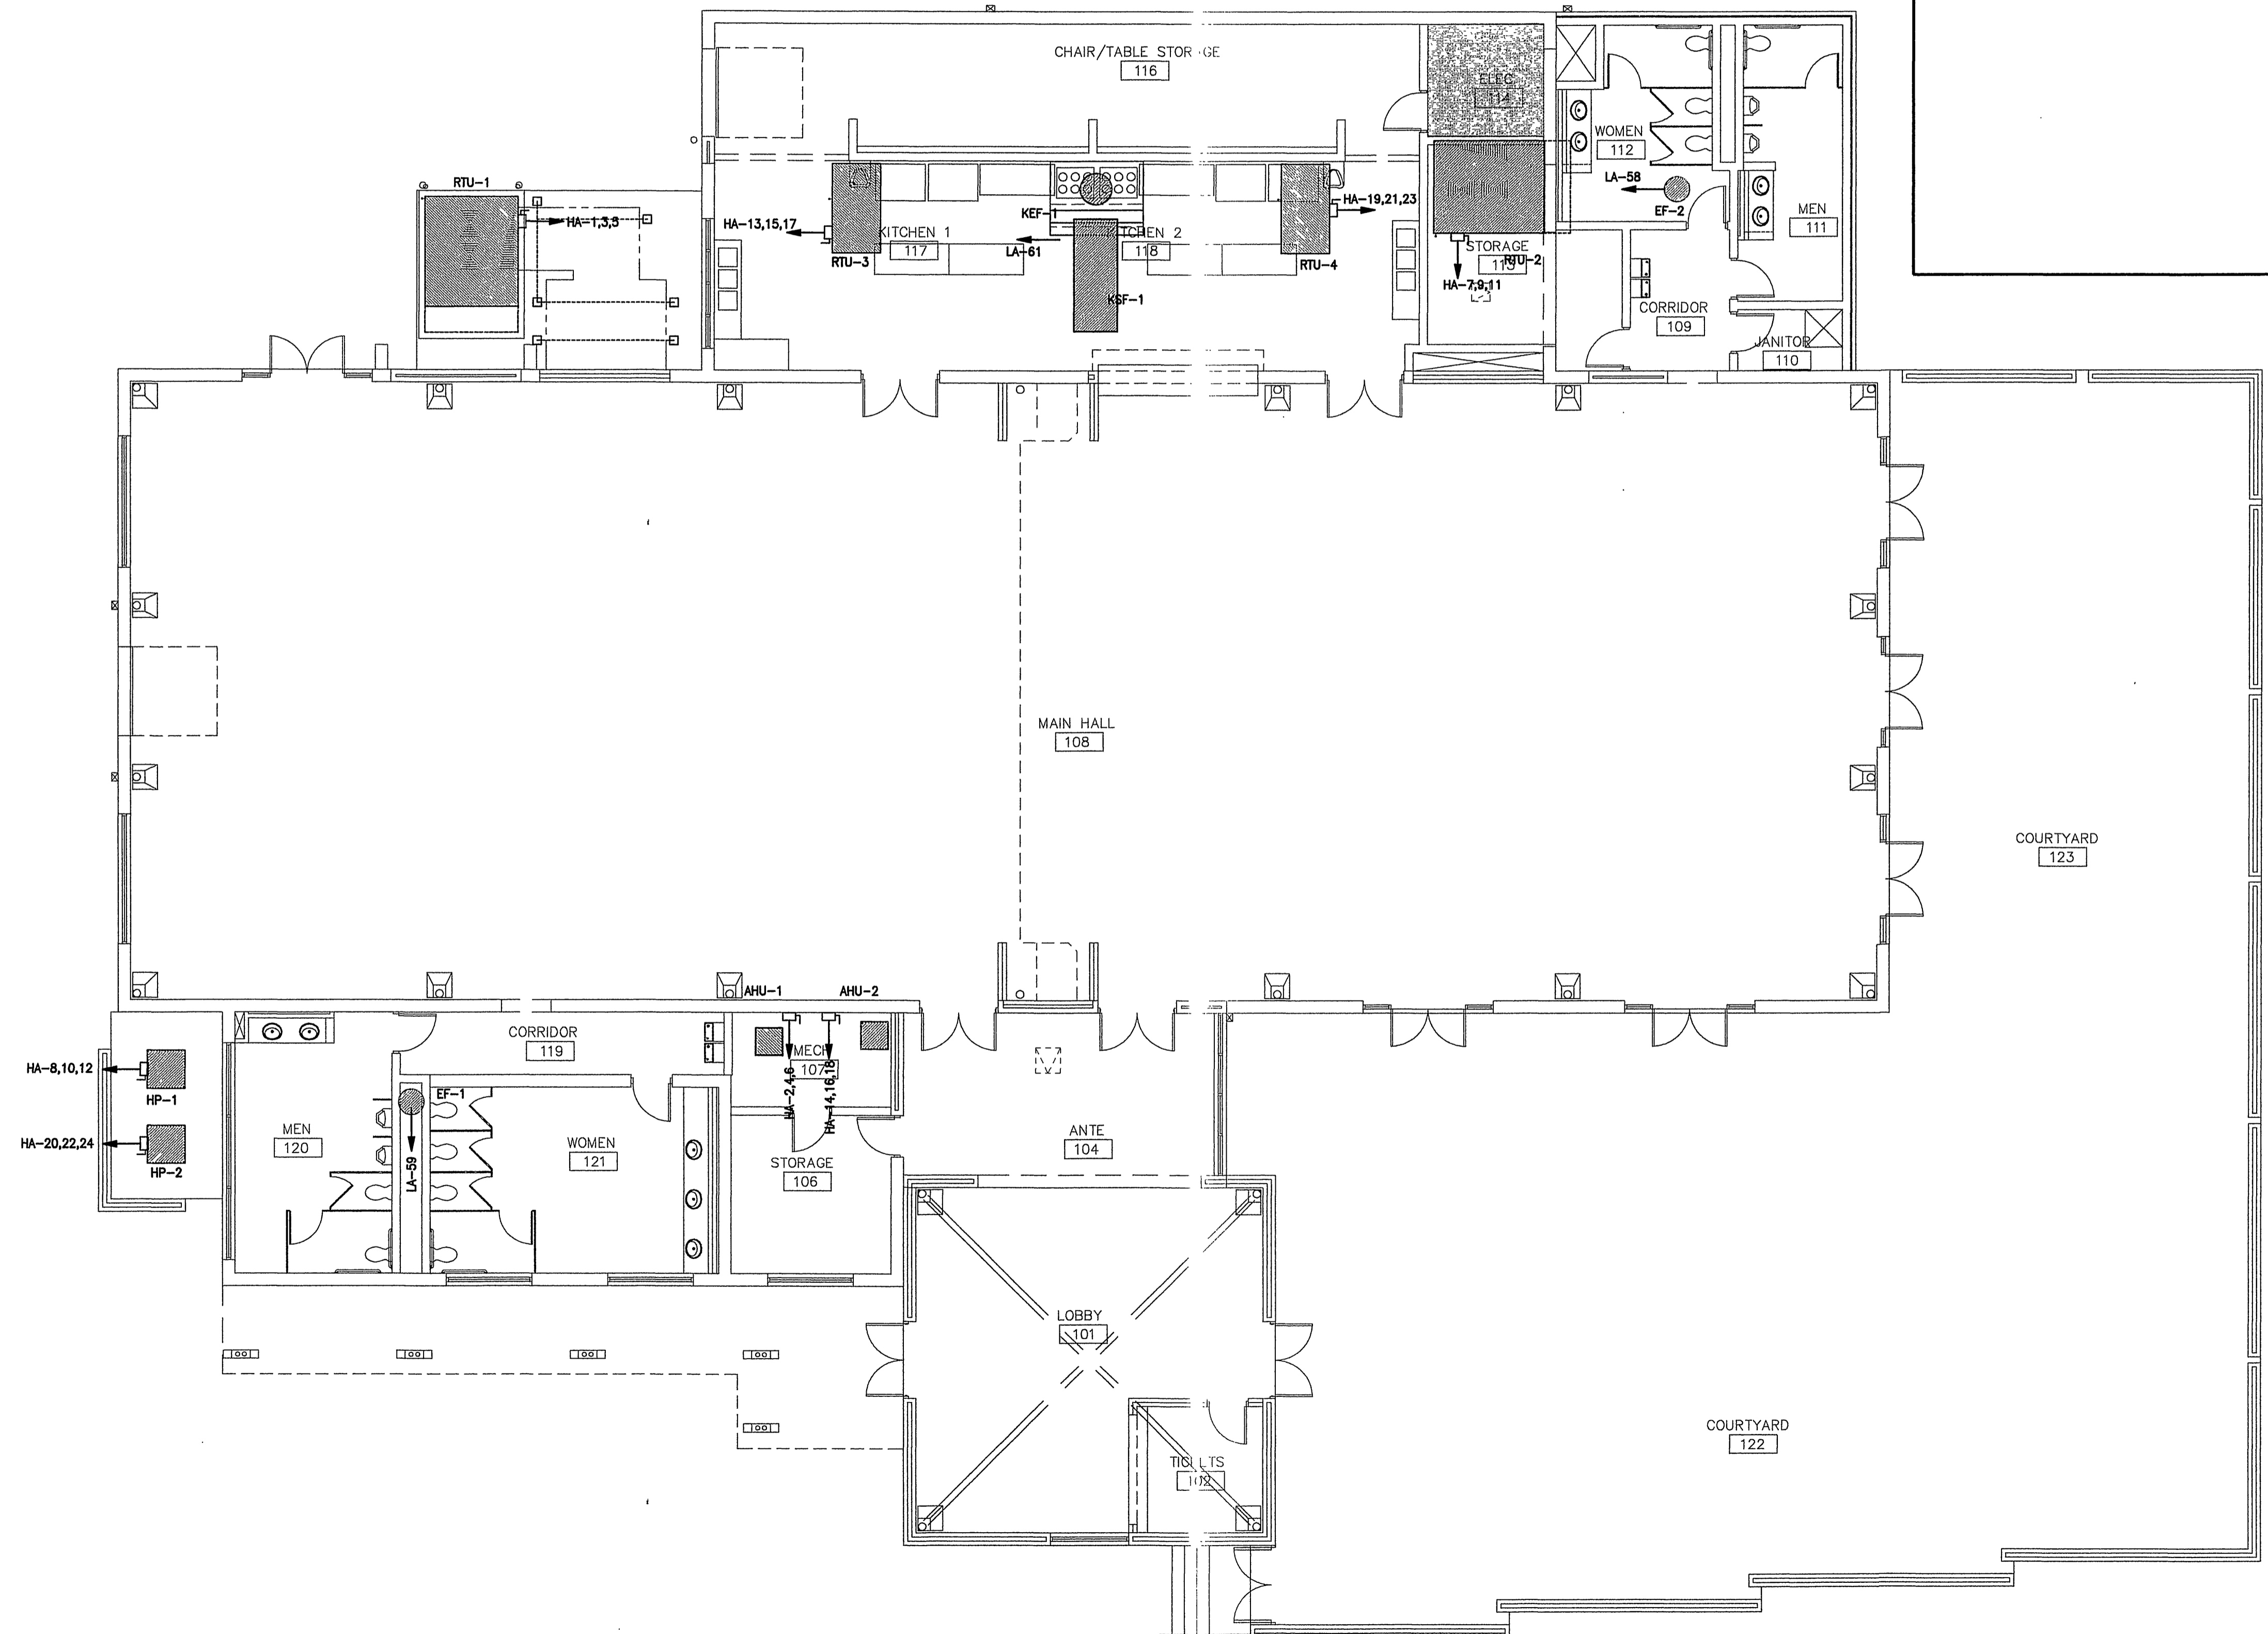 CHAIR/TABLE STORAGE
116
ELEC
114
WOMEN
112
LA-58
EF-2
MEN
111
RTU-1
HA-1,3,5
HA-13,15,17
RTU-3
KITCHEN 1
117
KEF-1
LA-61
KITCHEN 2
118
KSF-1
HA-19,21,23
RTU-4
STORAGE
113
RTU-2
HA-7,9,11
CORRIDOR
109
JANITOR
110
MAIN HALL
108
COURTYARD
123
AHU-1
AHU-2
CORRIDOR
119
MECH
107
HA-2,4,6
HA-14,16,18
HA-8,10,12
HP-1
HA-20,22,24
HP-2
EF-1
LA-59
MEN
120
WOMEN
121
STORAGE
106
ANTE
104
LOBBY
101
TICKETS
102
COURTYARD
122